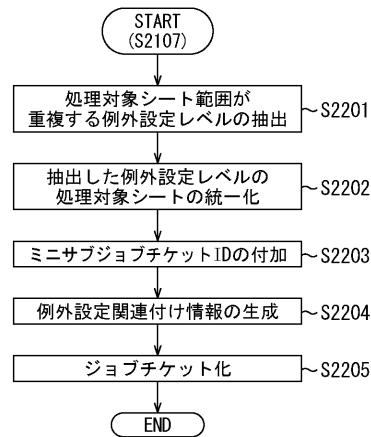 START
(S2107)
処理対象シート範囲が
重複する例外設定レベルの抽出
S2201
抽出した例外設定レベルの
処理対象シートの統一化
S2202
ミニサブジョブチケットIDの付加
S2203
例外設定関連付け情報の生成
S2204
ジョブチケット化
S2205
END